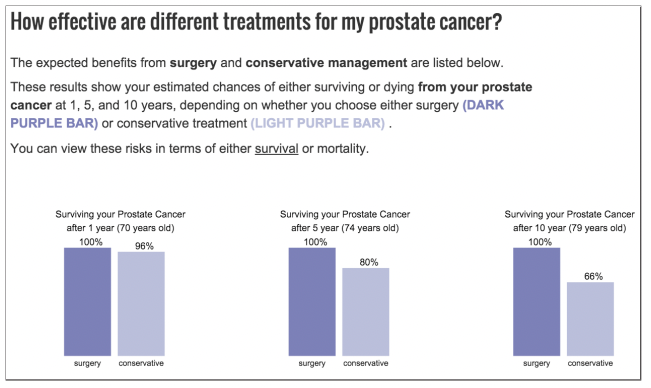 How effective are different treatments for my prostate cancer?
The expected benefits from surgery and conservative management are listed below.
These results show your estimated chances of either surviving or dying from your prostate
cancer at 1, 5, and 10 years, depending on whether you choose either surgery (DARK
PURPLE BAR) or conservative treatment (LIGHT PURPLE BAR) .
You can view these risks in terms of either survival or mortality.
Surviving your Prostate Cancer
after 1 year (70 years old)
100%
96%
surgery
conservative
Surviving your Prostate Cancer
after 5 year (74 years old)
100%
80%
surgery
conservative
Surviving your Prostate Cancer
after 10 year (79 years old)
100%
66%
surgery
conservative